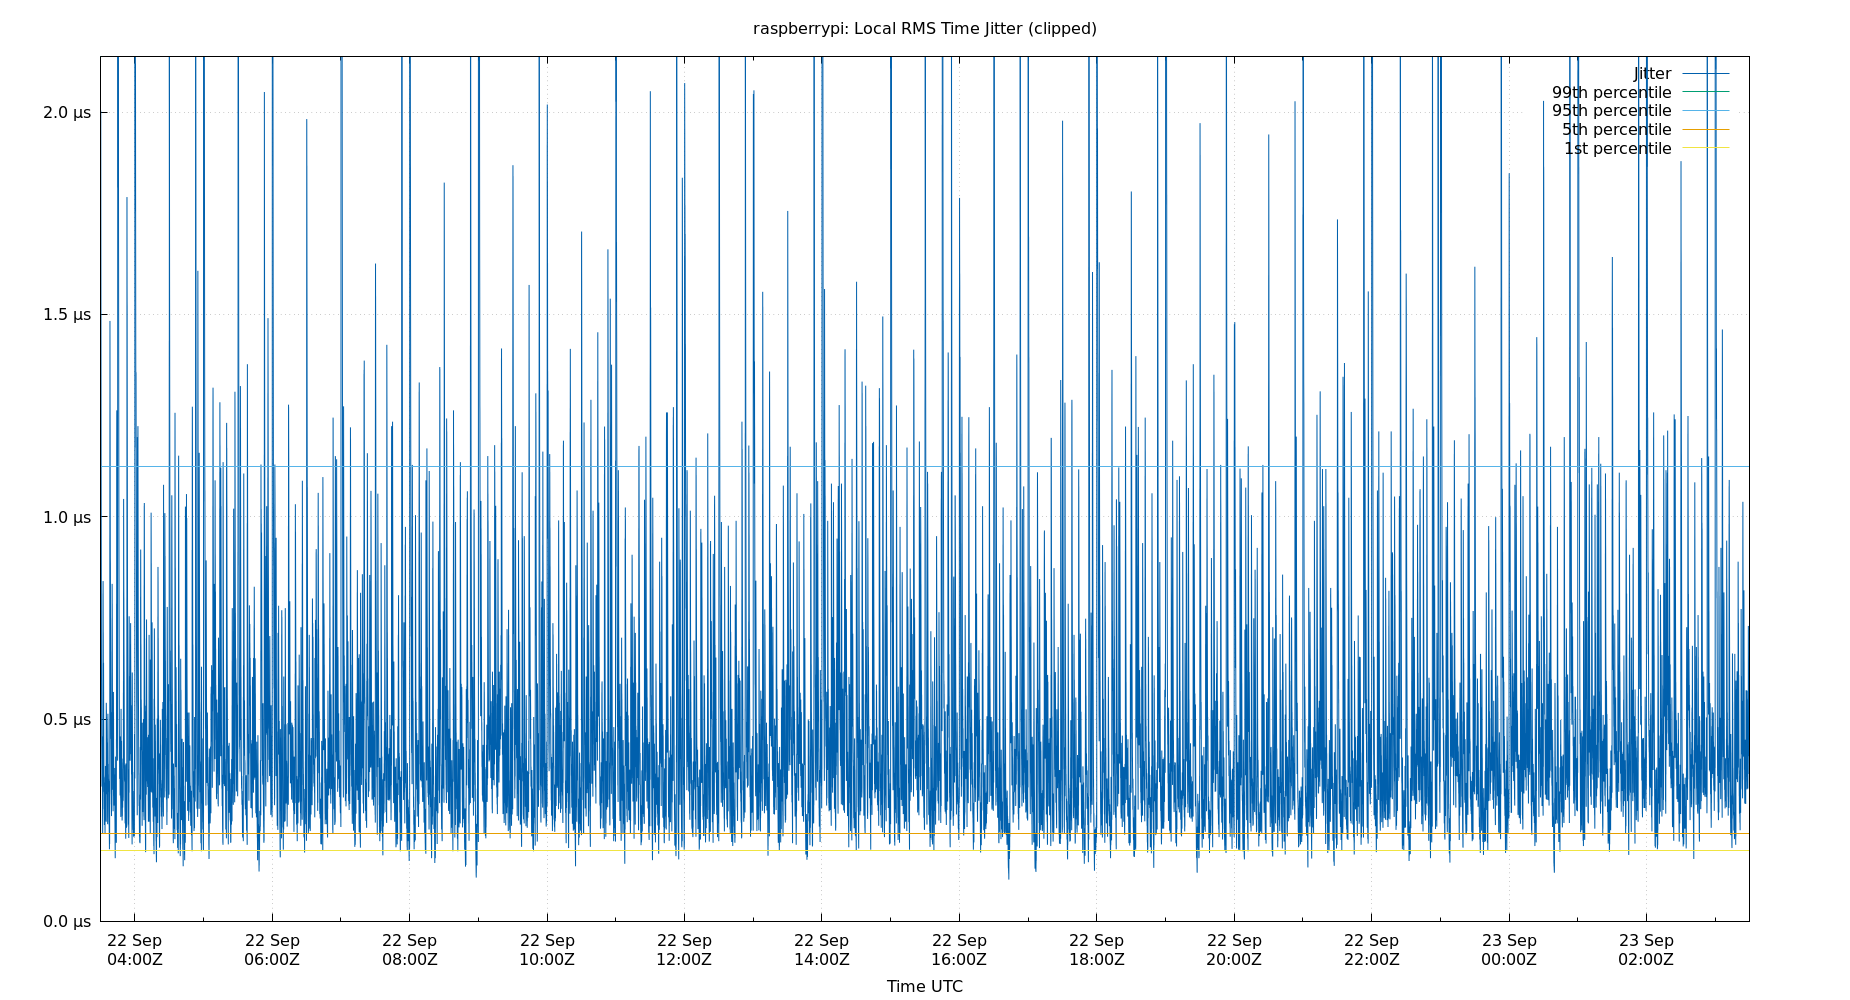 raspberrypi: Local RMS Time Jitter (clipped)
Jitter
99th percentile
95th percentile
5th percentile
1st percentile
2.0 µs
1.5 µs
1.0 µs
0.5 µs
0.0 µs
22 Sep 22 Sep 22 Sep 22 Sep 22 Sep 22 Sep 22 Sep 22 Sep 22 Sep 22 Sep 23 Sep 23 Sep
04:00Z 06:00Z 08:00Z 10:00Z 12:00Z 14:00Z 16:00Z 18:00Z 20:00Z 22:00Z 00:00Z 02:00Z
Time UTC